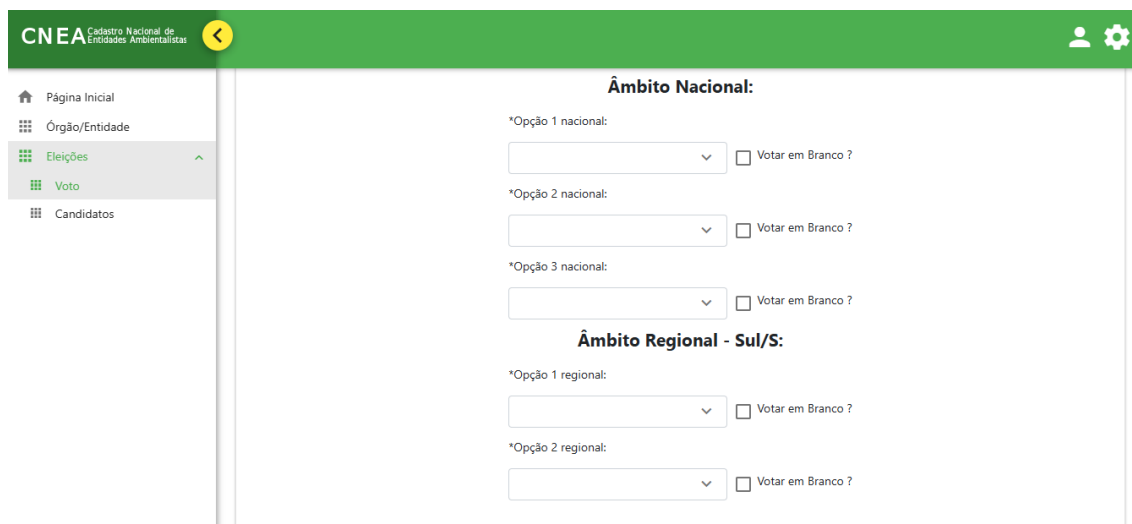 CNEA Cadastro Nacional de
Entidades Ambientalistas
Página Inicial
Órgão/Entidade
Eleições
Voto
Candidatos
Âmbito Nacional:
*Opção 1 nacional:
Votar em Branco ?
*Opção 2 nacional:
Votar em Branco ?
*Opção 3 nacional:
Votar em Branco ?
Âmbito Regional - Sul/S:
*Opção 1 regional:
Votar em Branco ?
*Opção 2 regional:
Votar em Branco ?